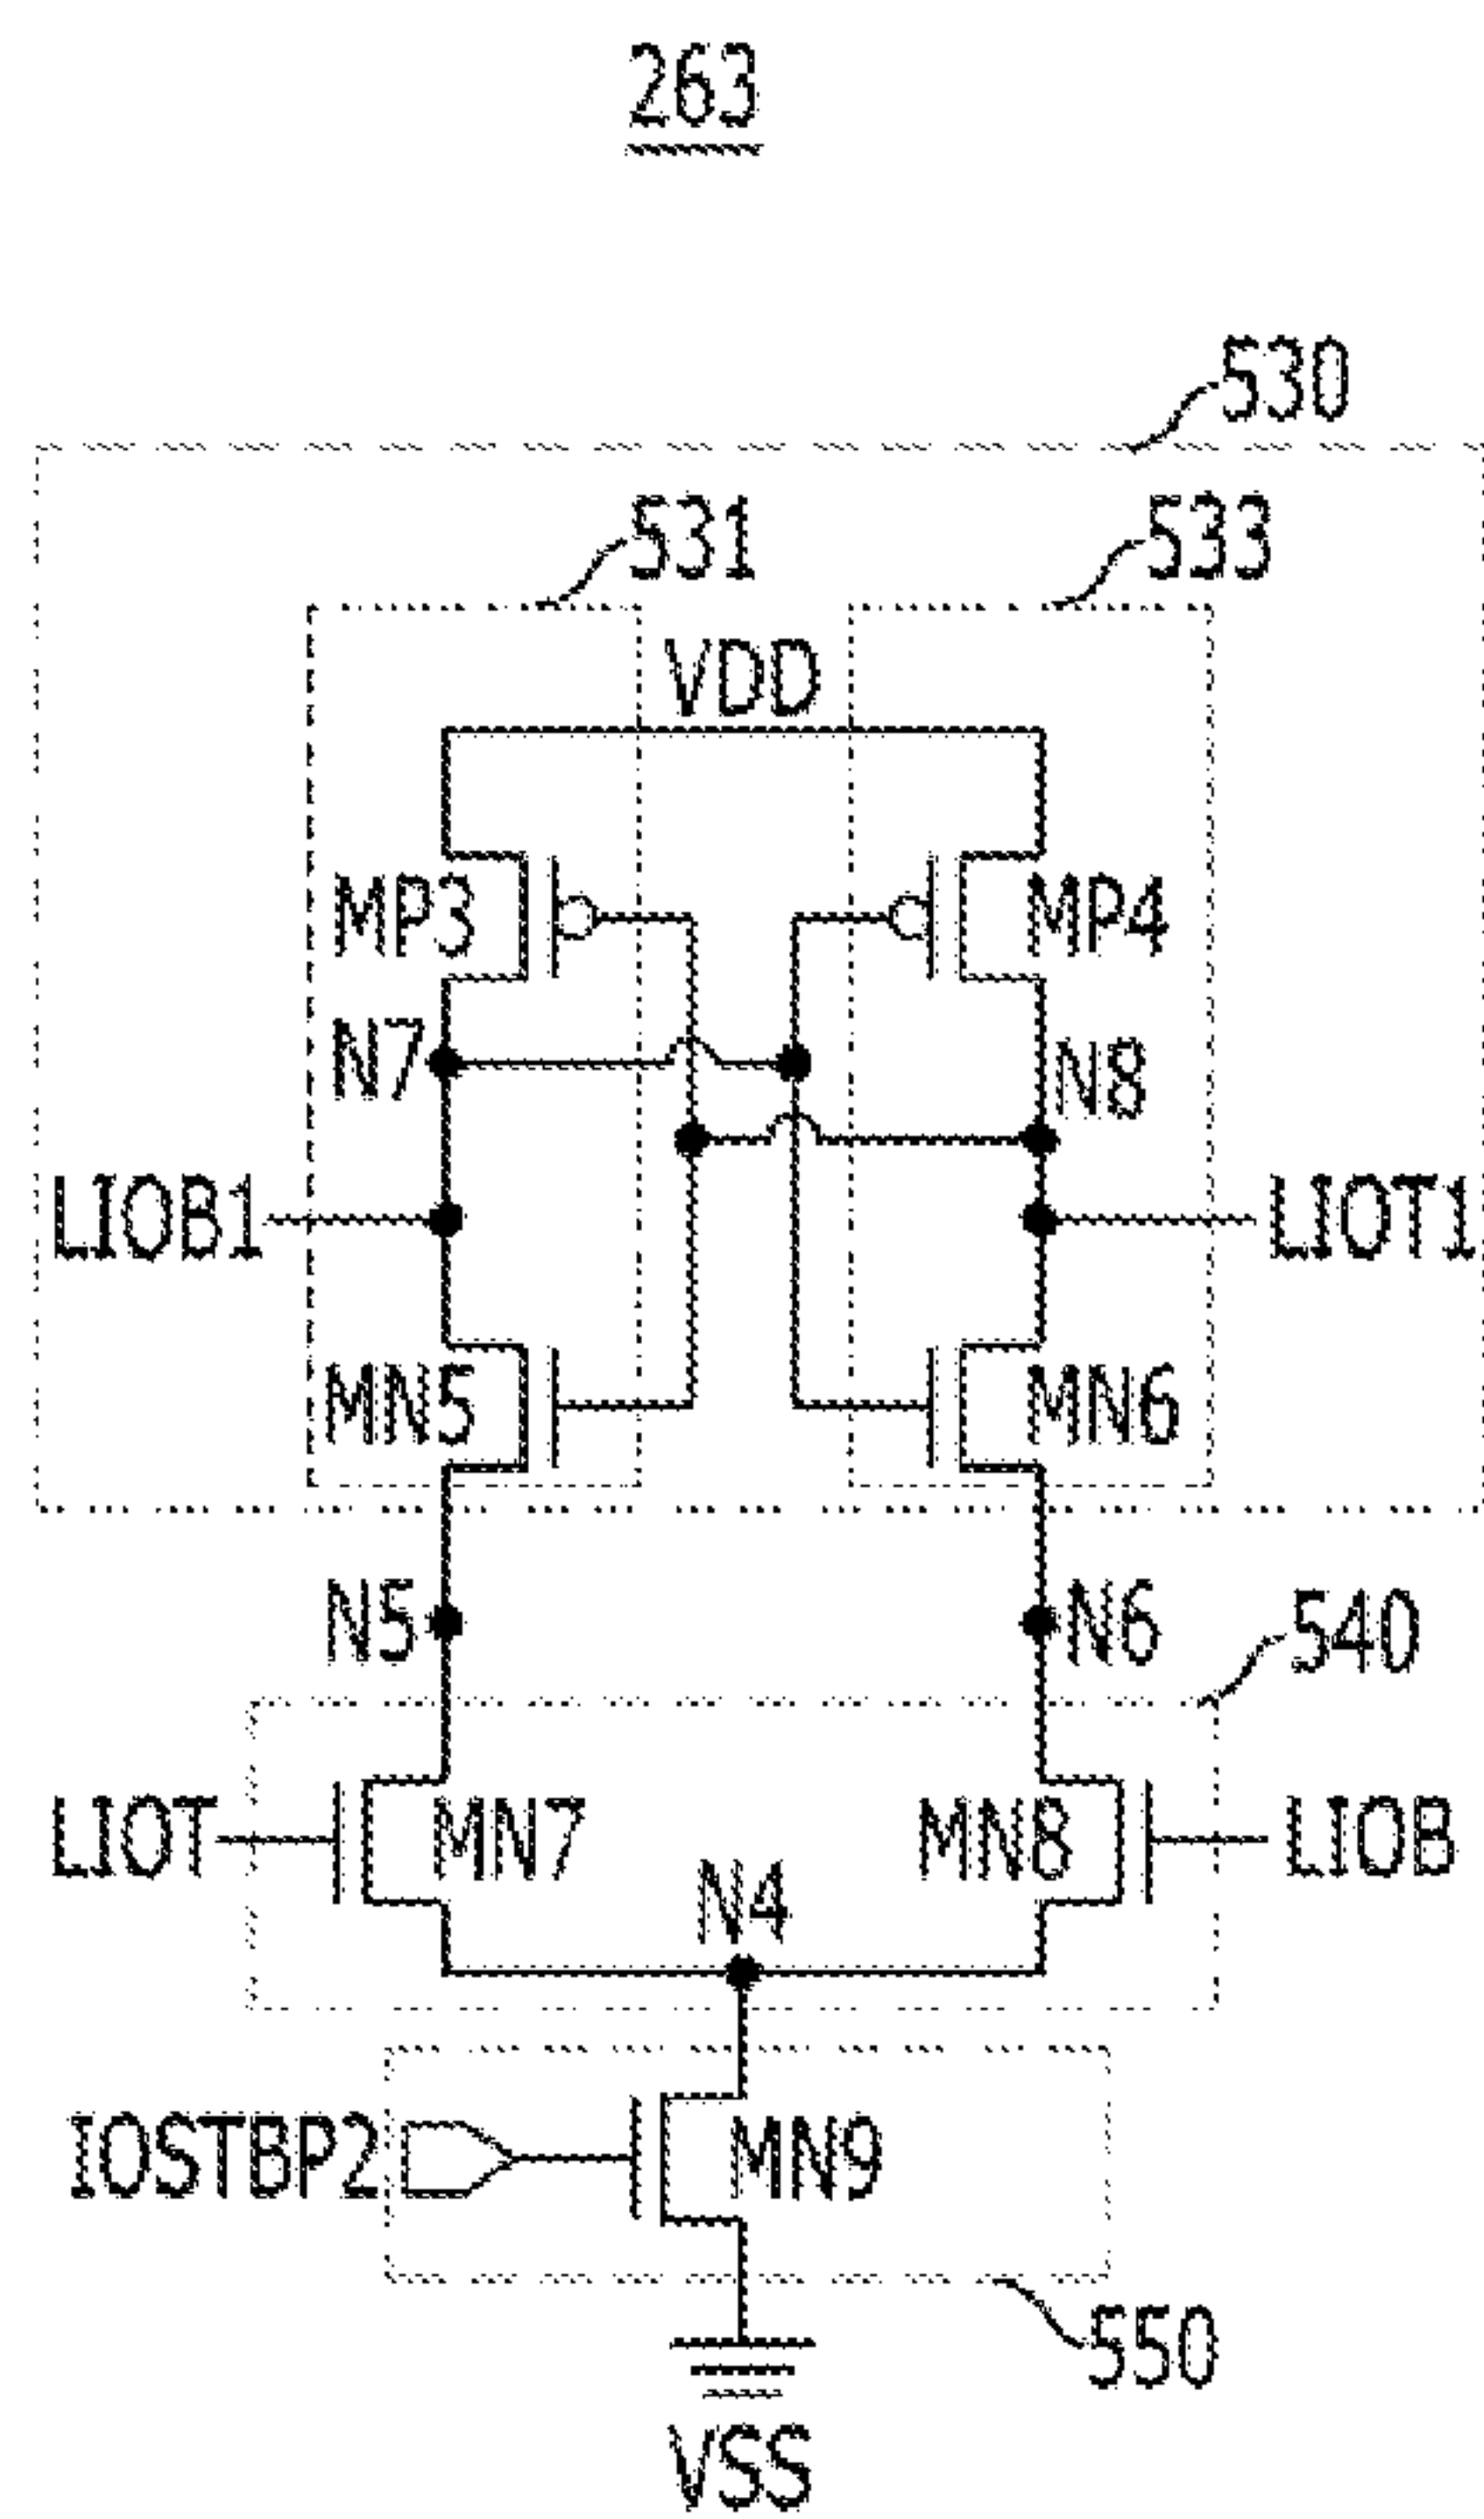 263
530
531
533
VDD
MP3
MP4
N7
N8
LIOB1
LIOT1
MN5
MN6
N5
N6
540
LIOT
MN7
MN8
LIOB
N4
IOSTBP2
MN9
550
VSS